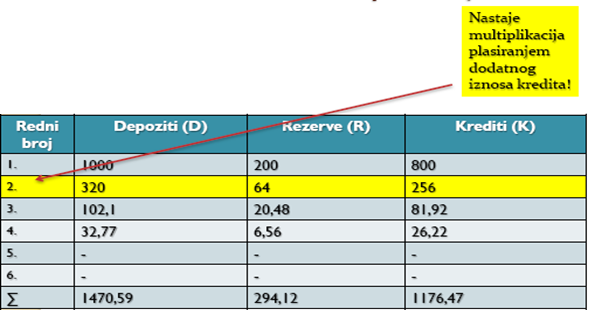 Nastaje
multiplikacija
plasiranjem
dodatnog
iznosa kredita!
Redni broj Depoziti (D) Rezerve (R) Krediti (K)
1. 1000 200 800
2. 320 64 256
3. 102,1 20,48 81,92
4. 32,77 6,56 26,22
5. - - -
6. - - -
∑ 1470,59 294,12 1176,47